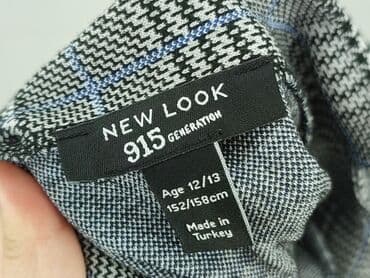 NEW LOOK
915 GENERATION
Age 12/13
152/158cm
Made in
Turkey